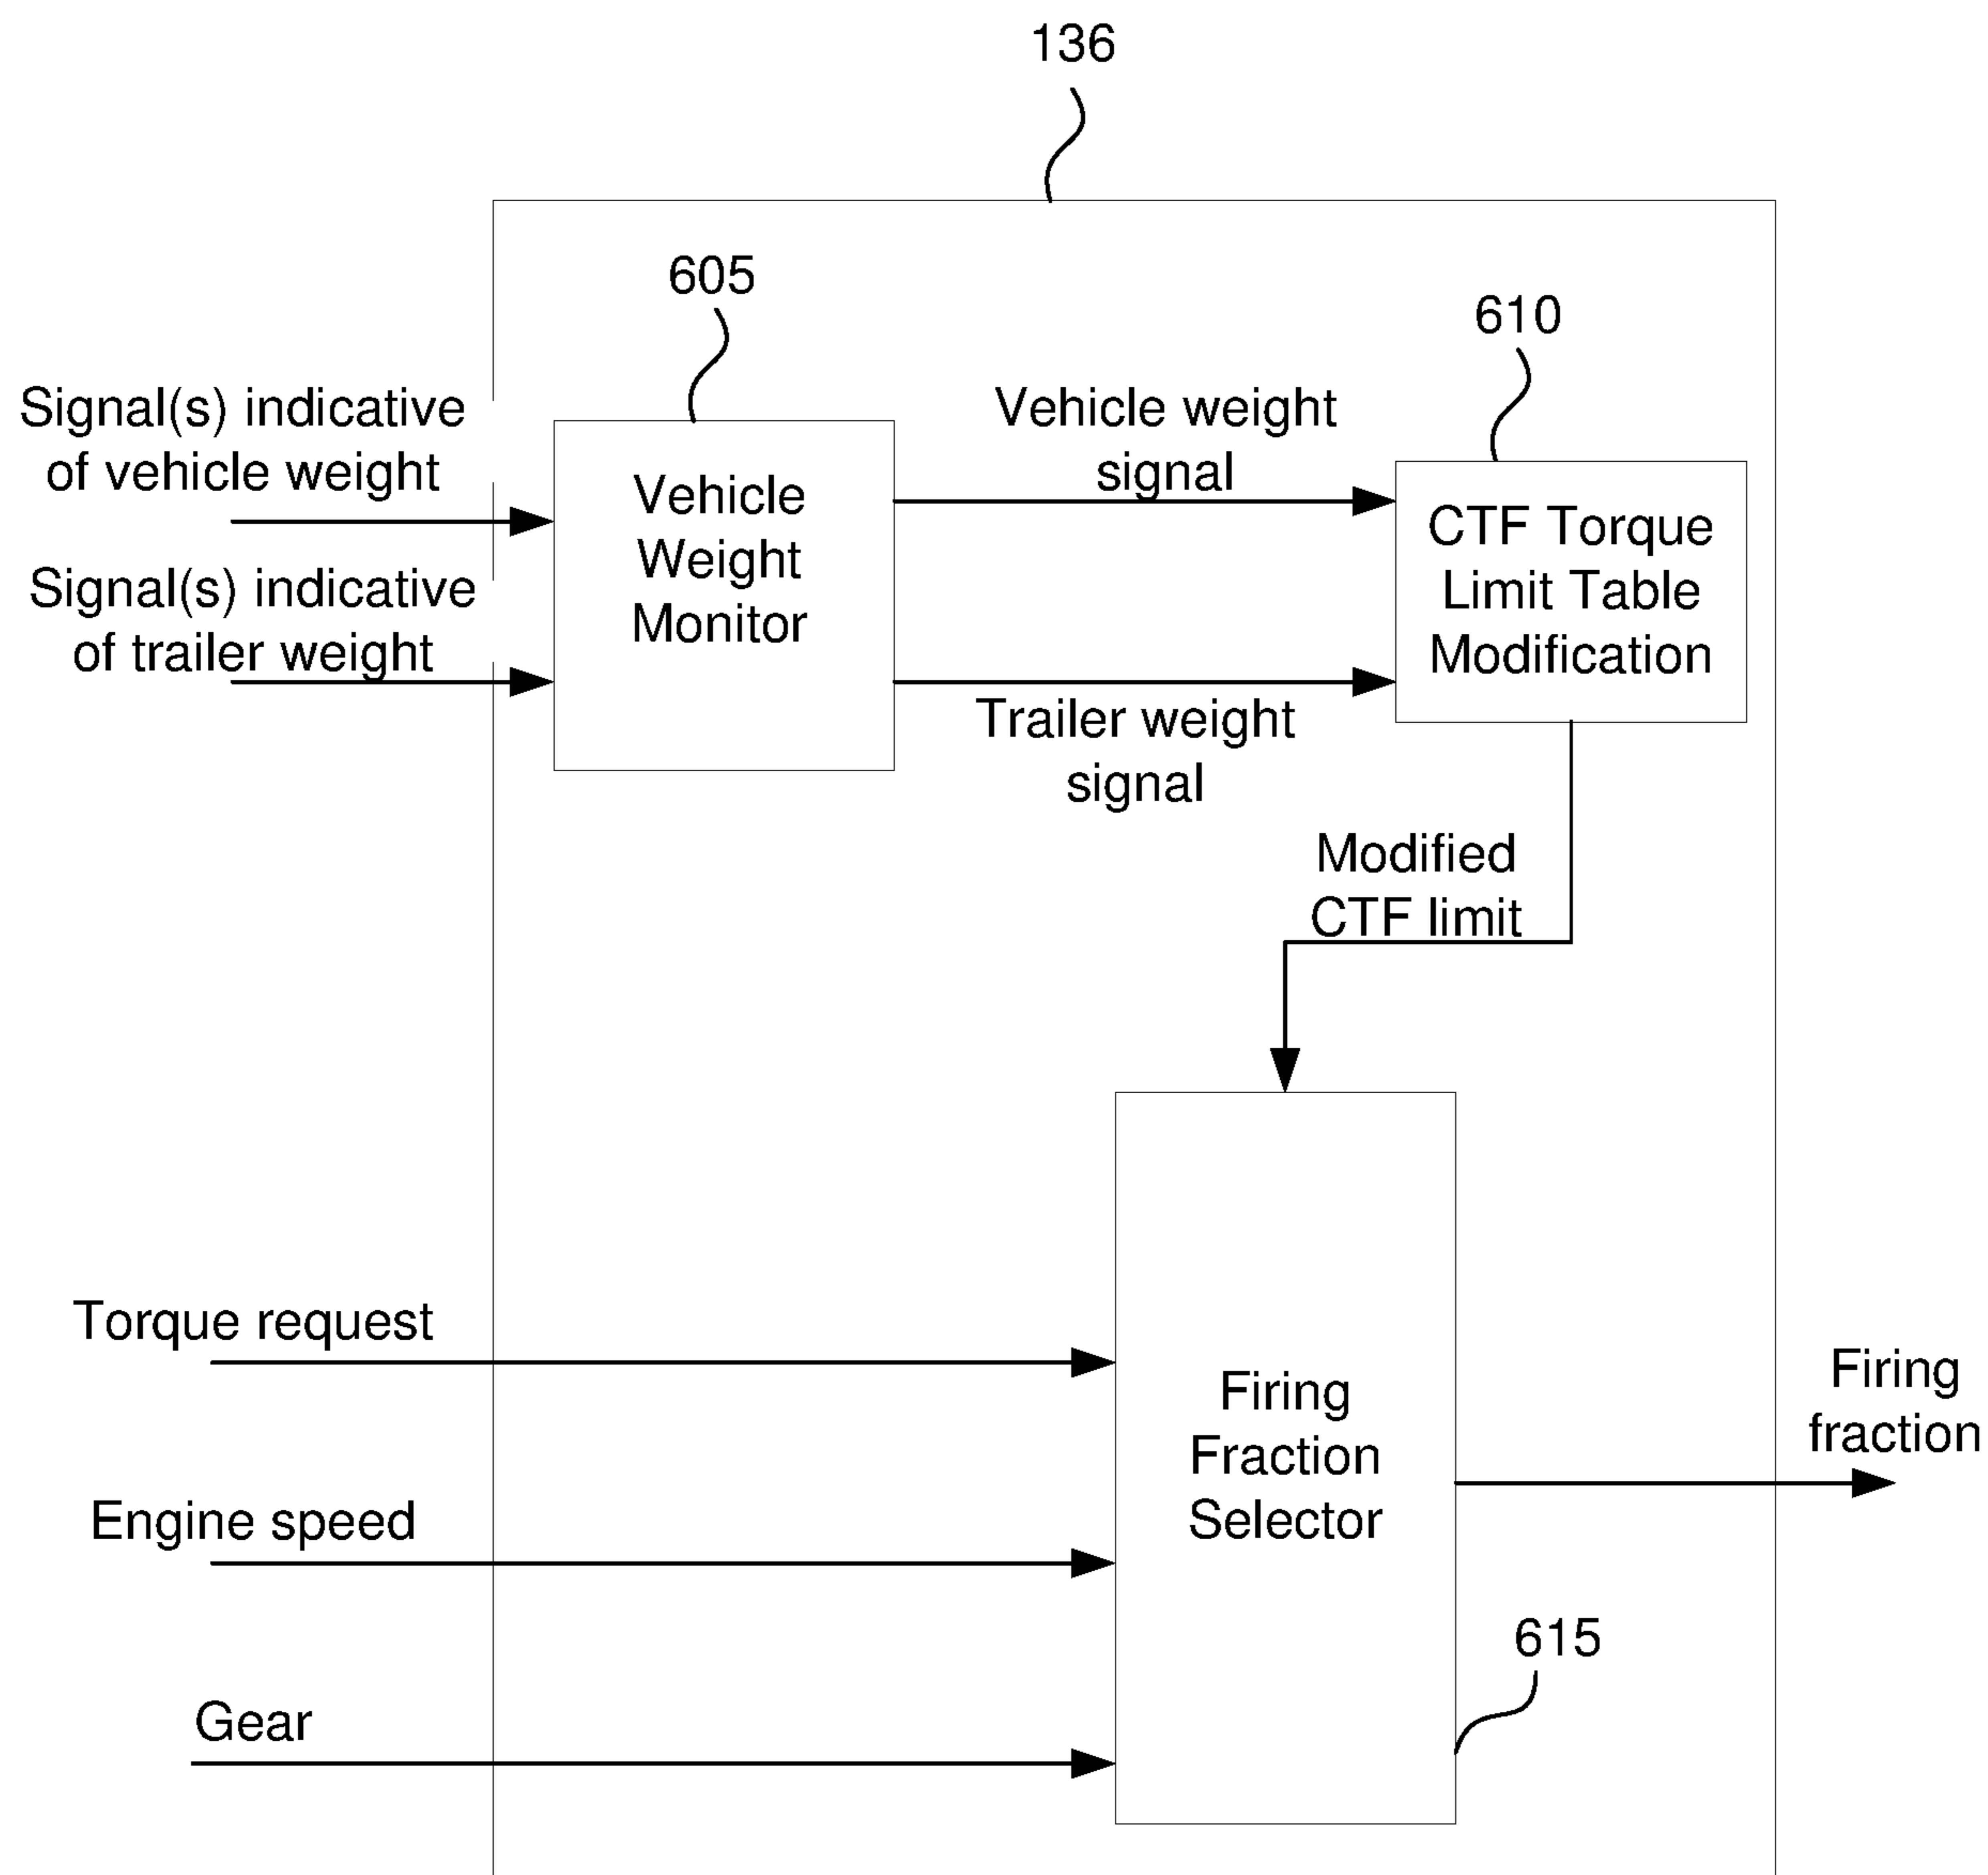 136
605
610
Signal(s) indicative
of vehicle weight
Vehicle weight
signal
Vehicle
Weight
Monitor
CTF Torque
Limit Table
Modification
Signal(s) indicative
of trailer weight
Trailer weight
signal
Modified
CTF limit
Torque request
Engine speed
Gear
Firing
Fraction
Selector
Firing
fraction
615